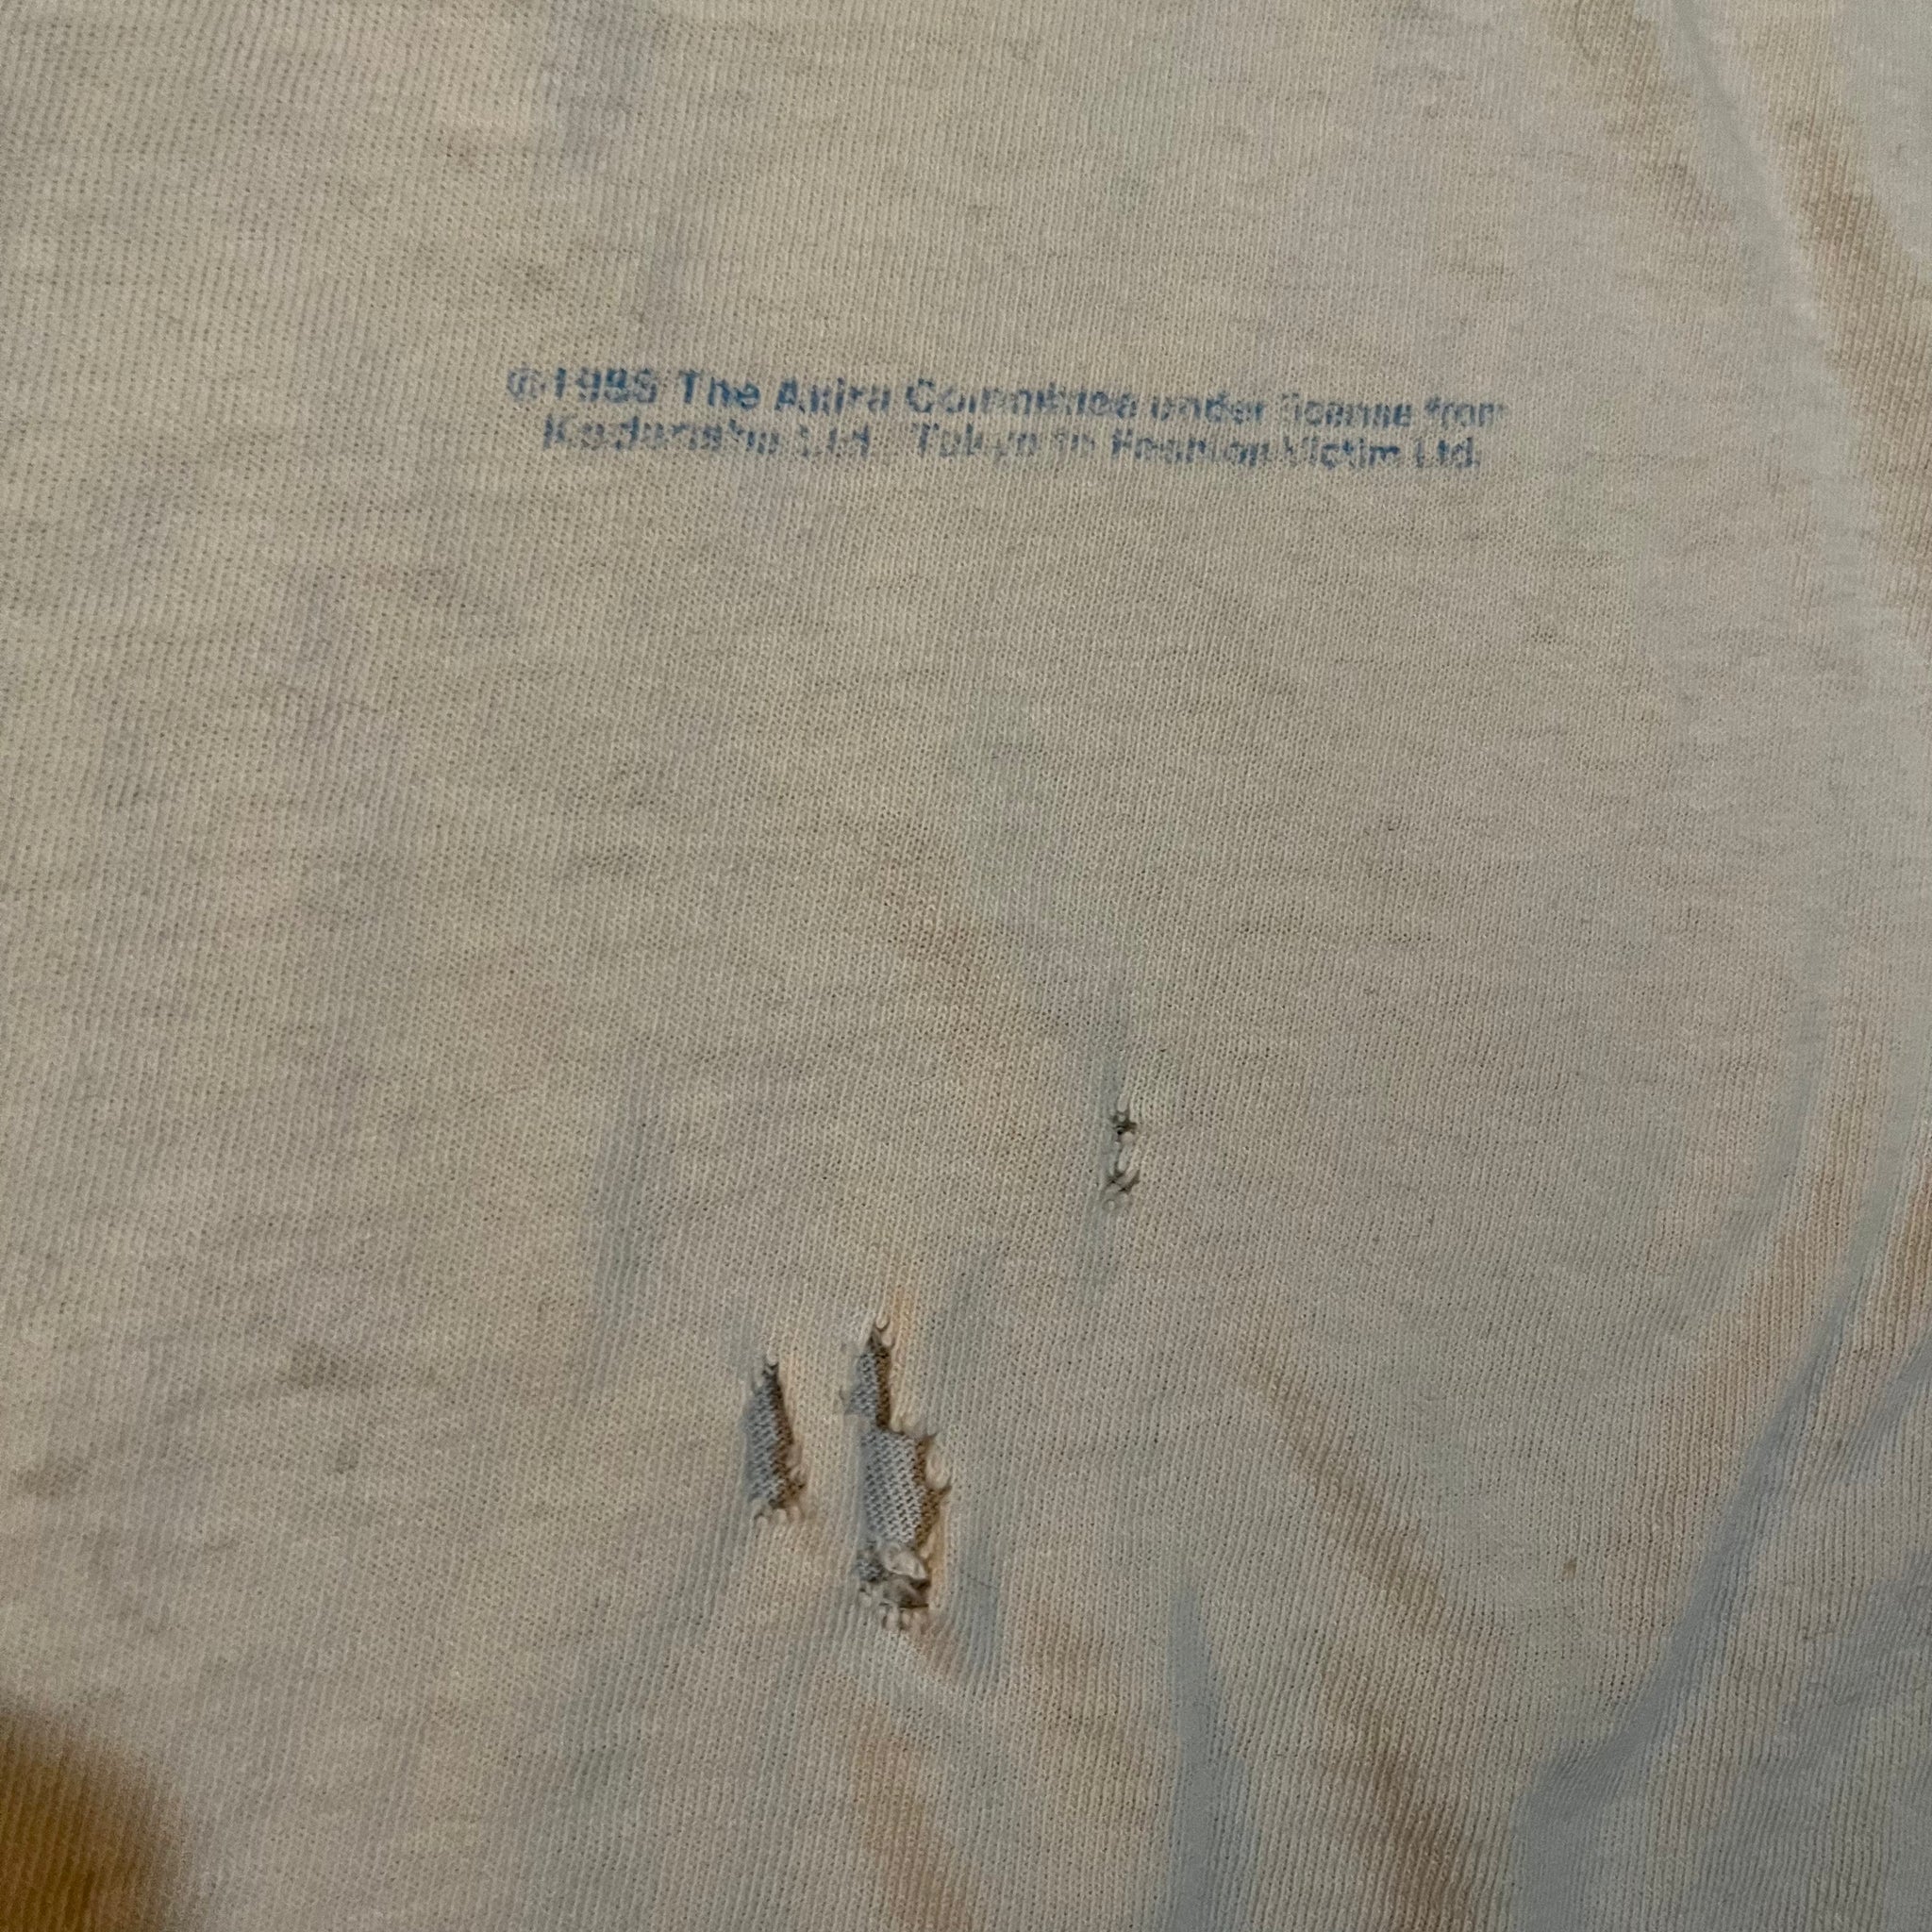 ©1988 The Akira Committee under license from
Kodansha Ltd. Tokyo to Fashion Victim Ltd.